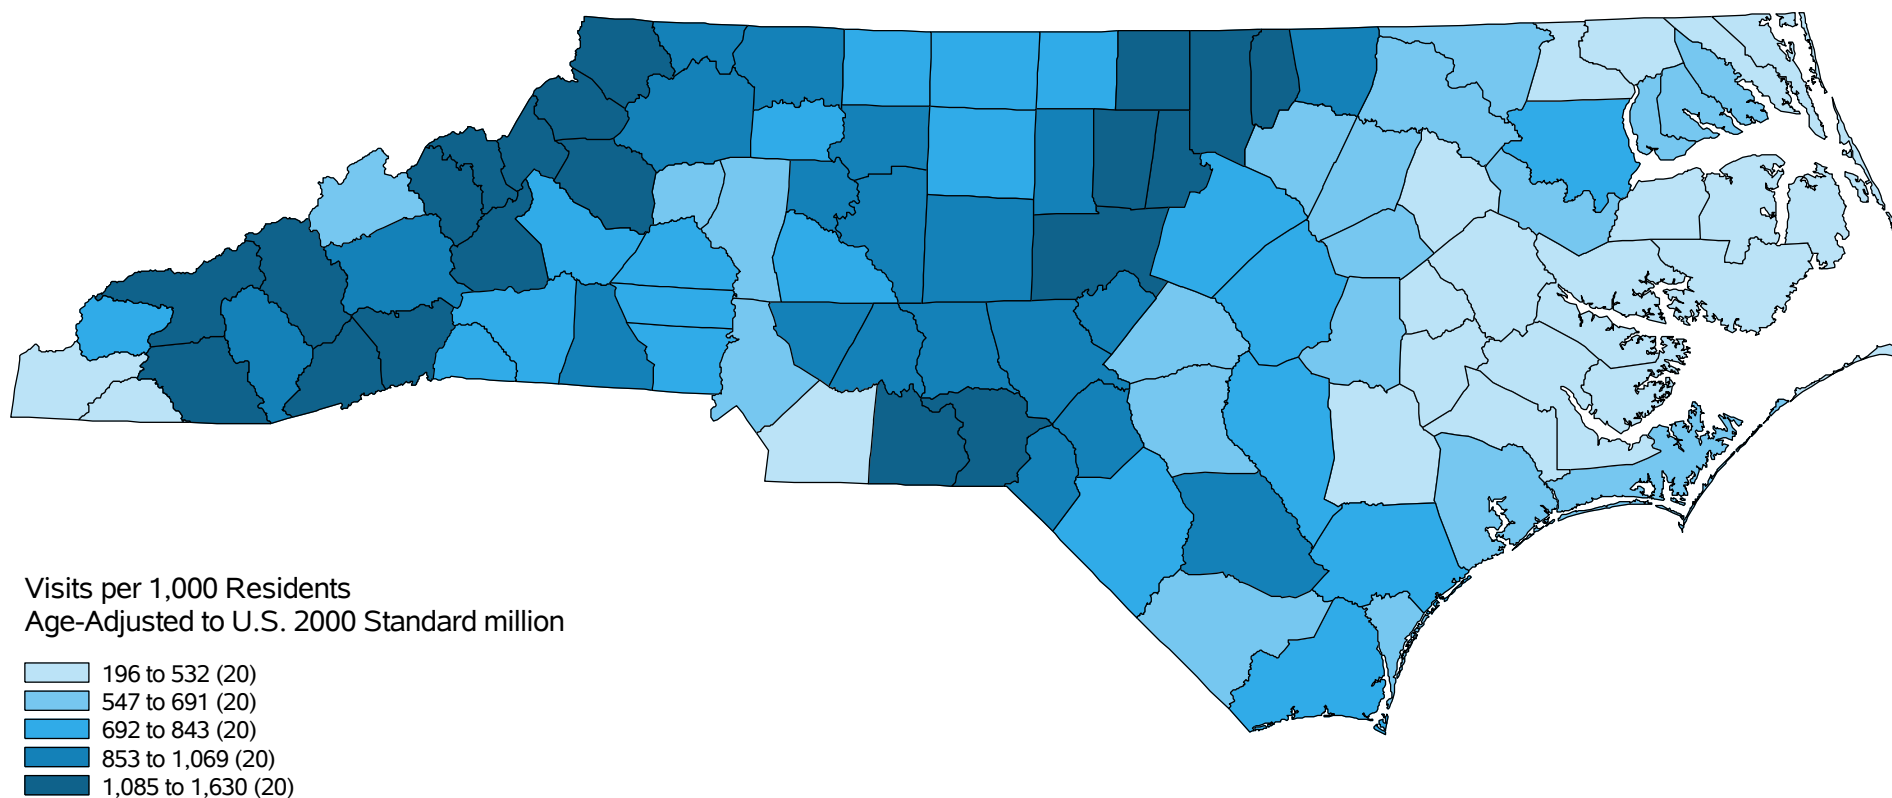 Visits per 1,000 Residents
Age-Adjusted to U.S. 2000 Standard million
196 to 532 (20)
547 to 691 (20)
692 to 843 (20)
853 to 1,069 (20)
1,085 to 1,630 (20)